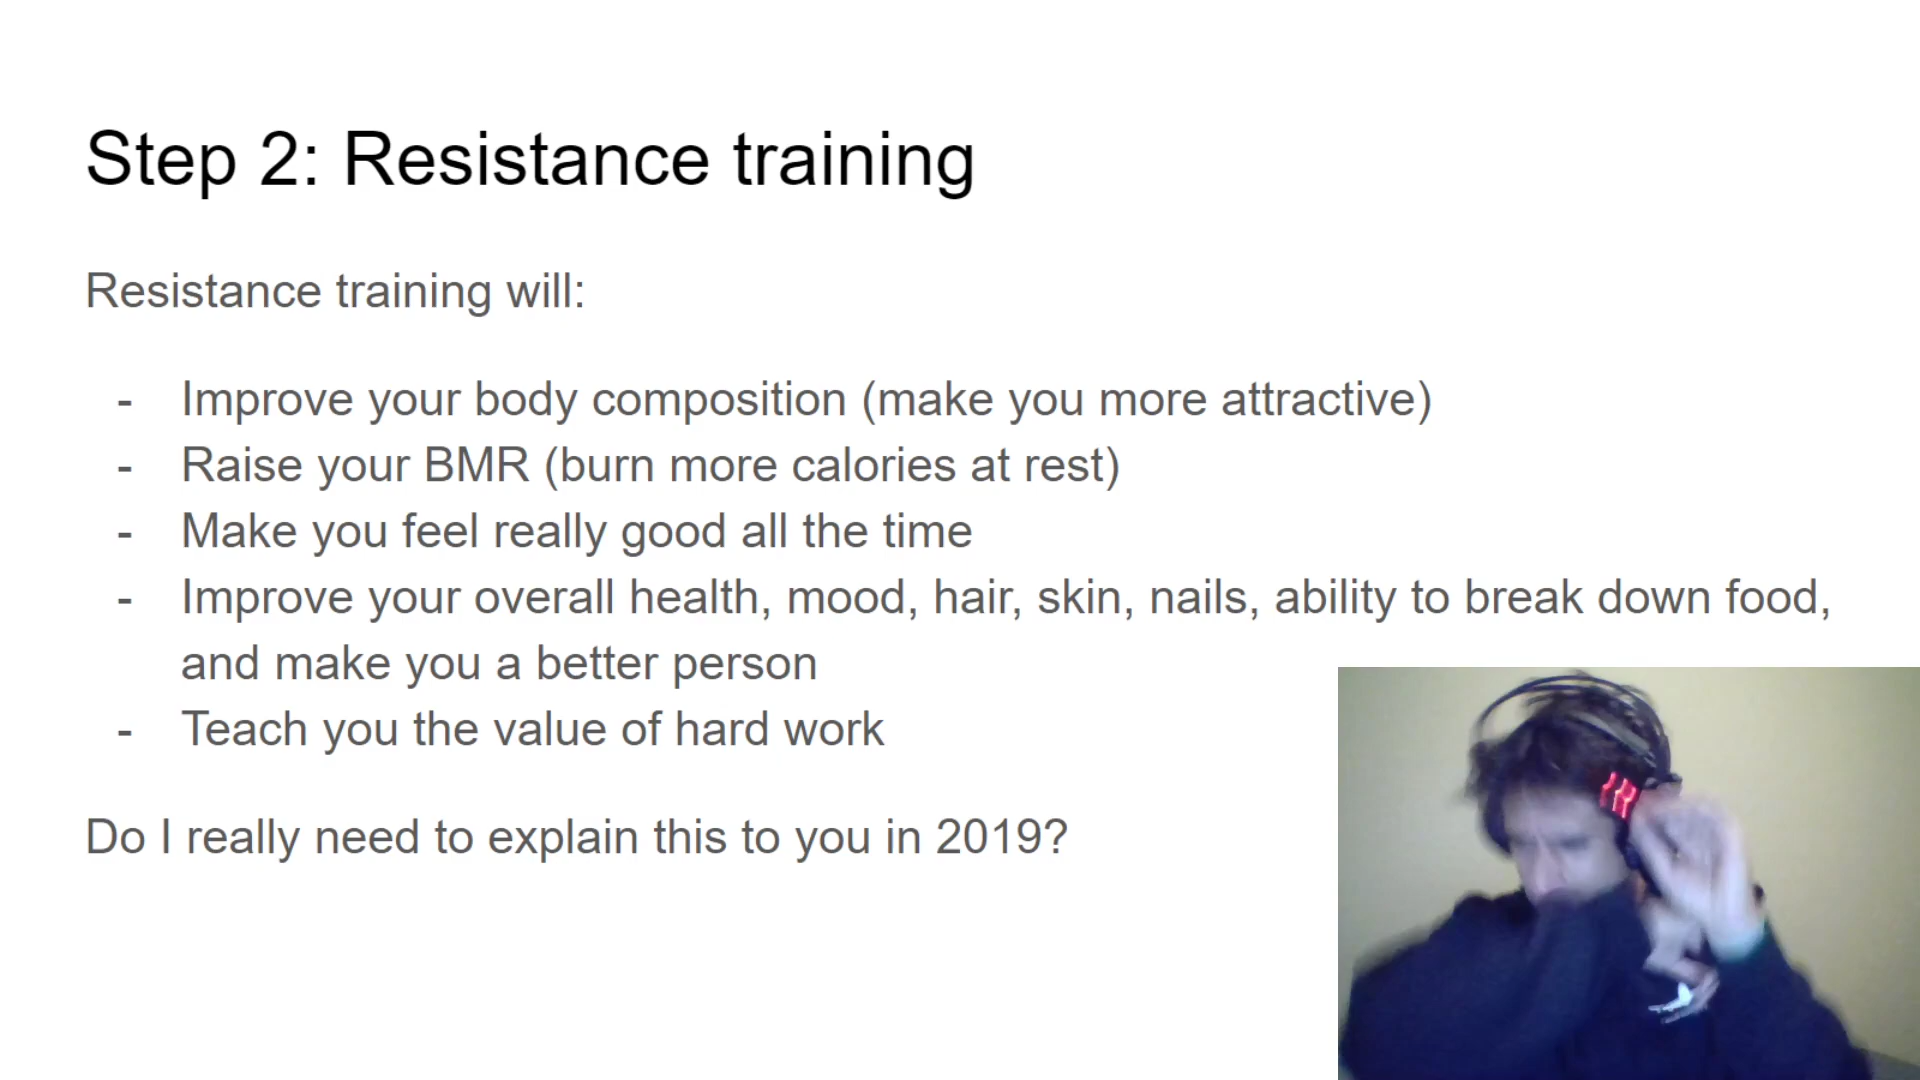 Step 2: Resistance training
Resistance training will:
- Improve your body composition (make you more attractive)
- Raise your BMR (burn more calories at rest)
- Make you feel really good all the time
- Improve your overall health, mood, hair, skin, nails, ability to break down food,
and make you a better person
- Teach you the value of hard work
Do I really need to explain this to you in 2019?